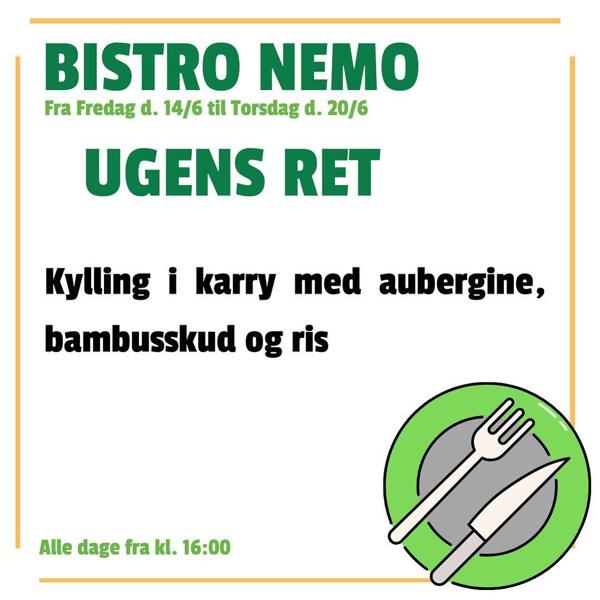 BISTRO NEMO
Fra Fredag d. 14/6 til Torsdag d. 20/6
UGENS RET
Kylling i karry med aubergine,
bambusskud og ris
Alle dage fra kl. 16:00